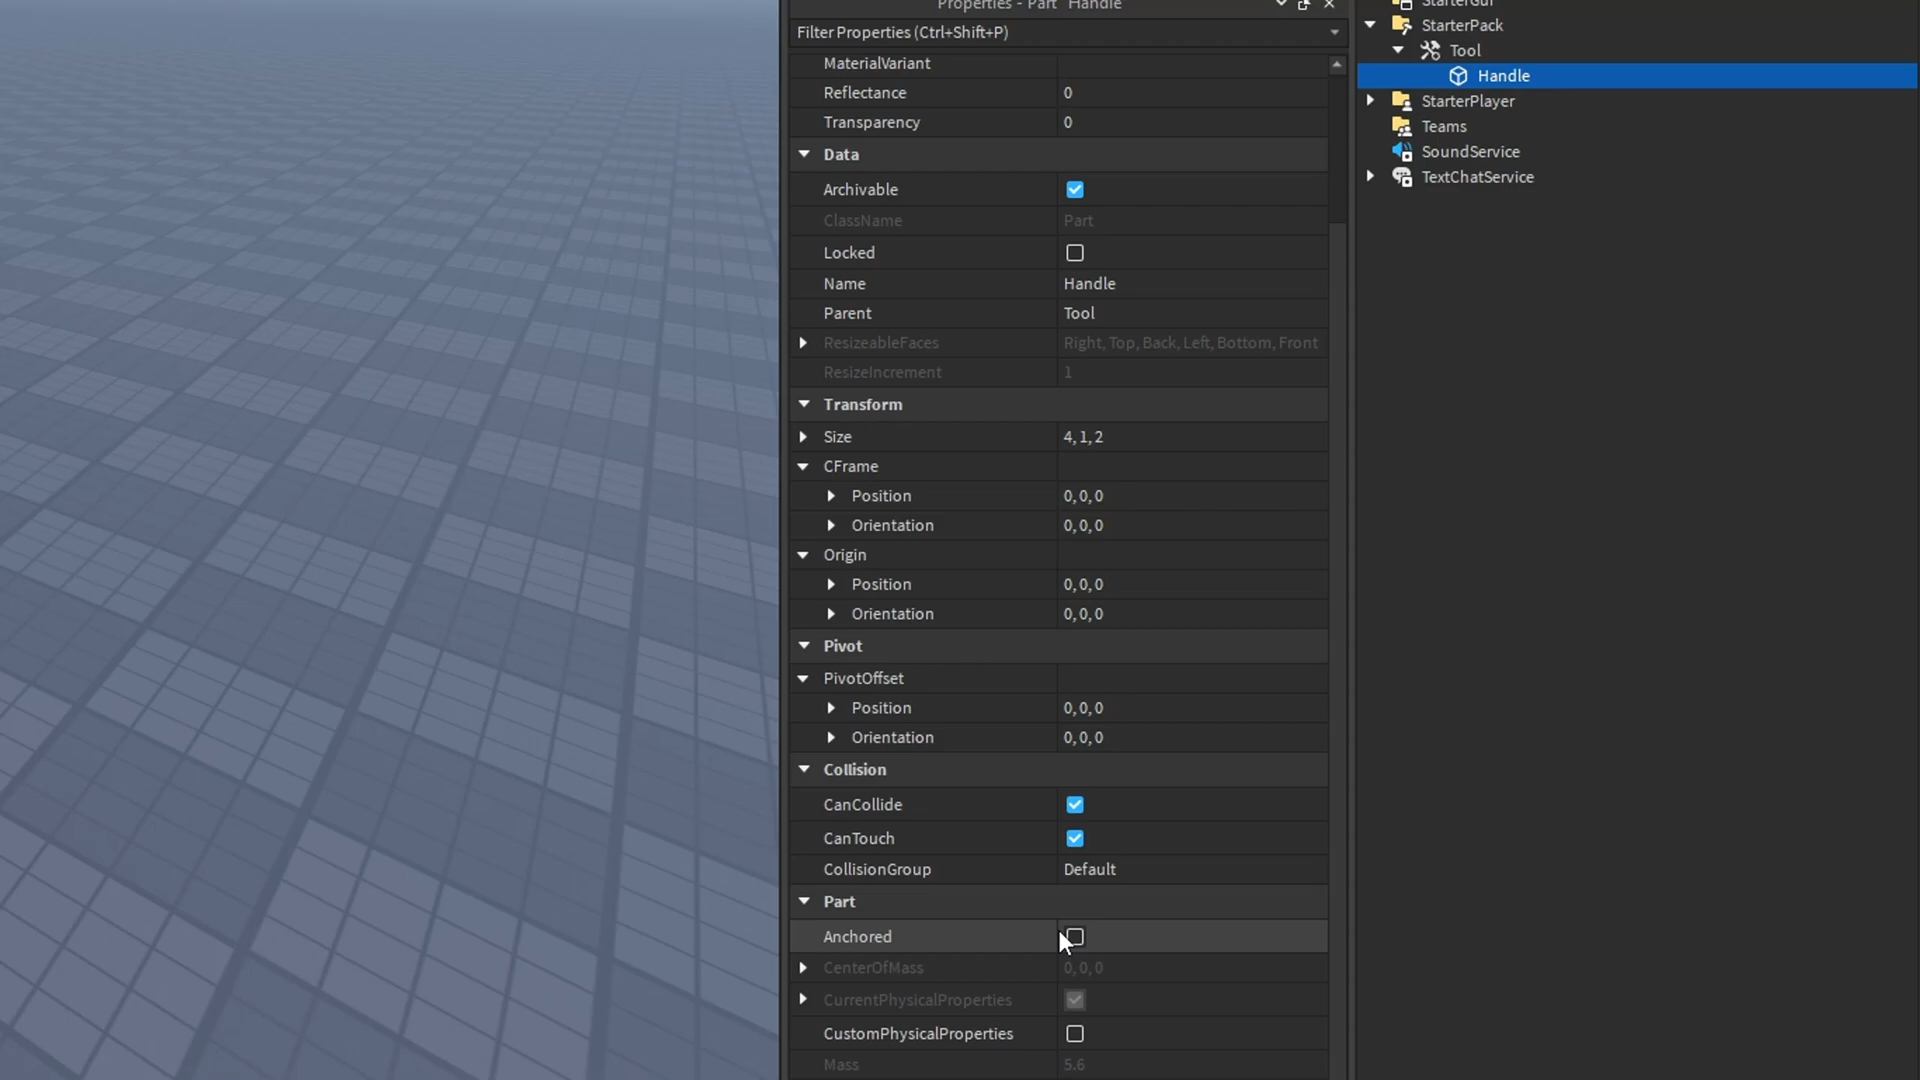 Properties - Part "Handle"
Filter Properties (Ctrl+Shift+P)
MaterialVariant
Reflectance 0
Transparency 0
Data
Archivable
ClassName Part
Locked
Name Handle
Parent Tool
ResizeableFaces Right, Top, Back, Left, Bottom, Front
ResizeIncrement 1
Transform
Size 4, 1, 2
CFrame
Position 0, 0, 0
Orientation 0, 0, 0
Origin
Position 0, 0, 0
Orientation 0, 0, 0
Pivot
PivotOffset
Position 0, 0, 0
Orientation 0, 0, 0
Collision
CanCollide
CanTouch
CollisionGroup Default
Part
Anchored
CenterOfMass 0, 0, 0
CurrentPhysicalProperties
CustomPhysicalProperties
Mass 5.6
StarterGui
StarterPack
Tool
Handle
StarterPlayer
Teams
SoundService
TextChatService